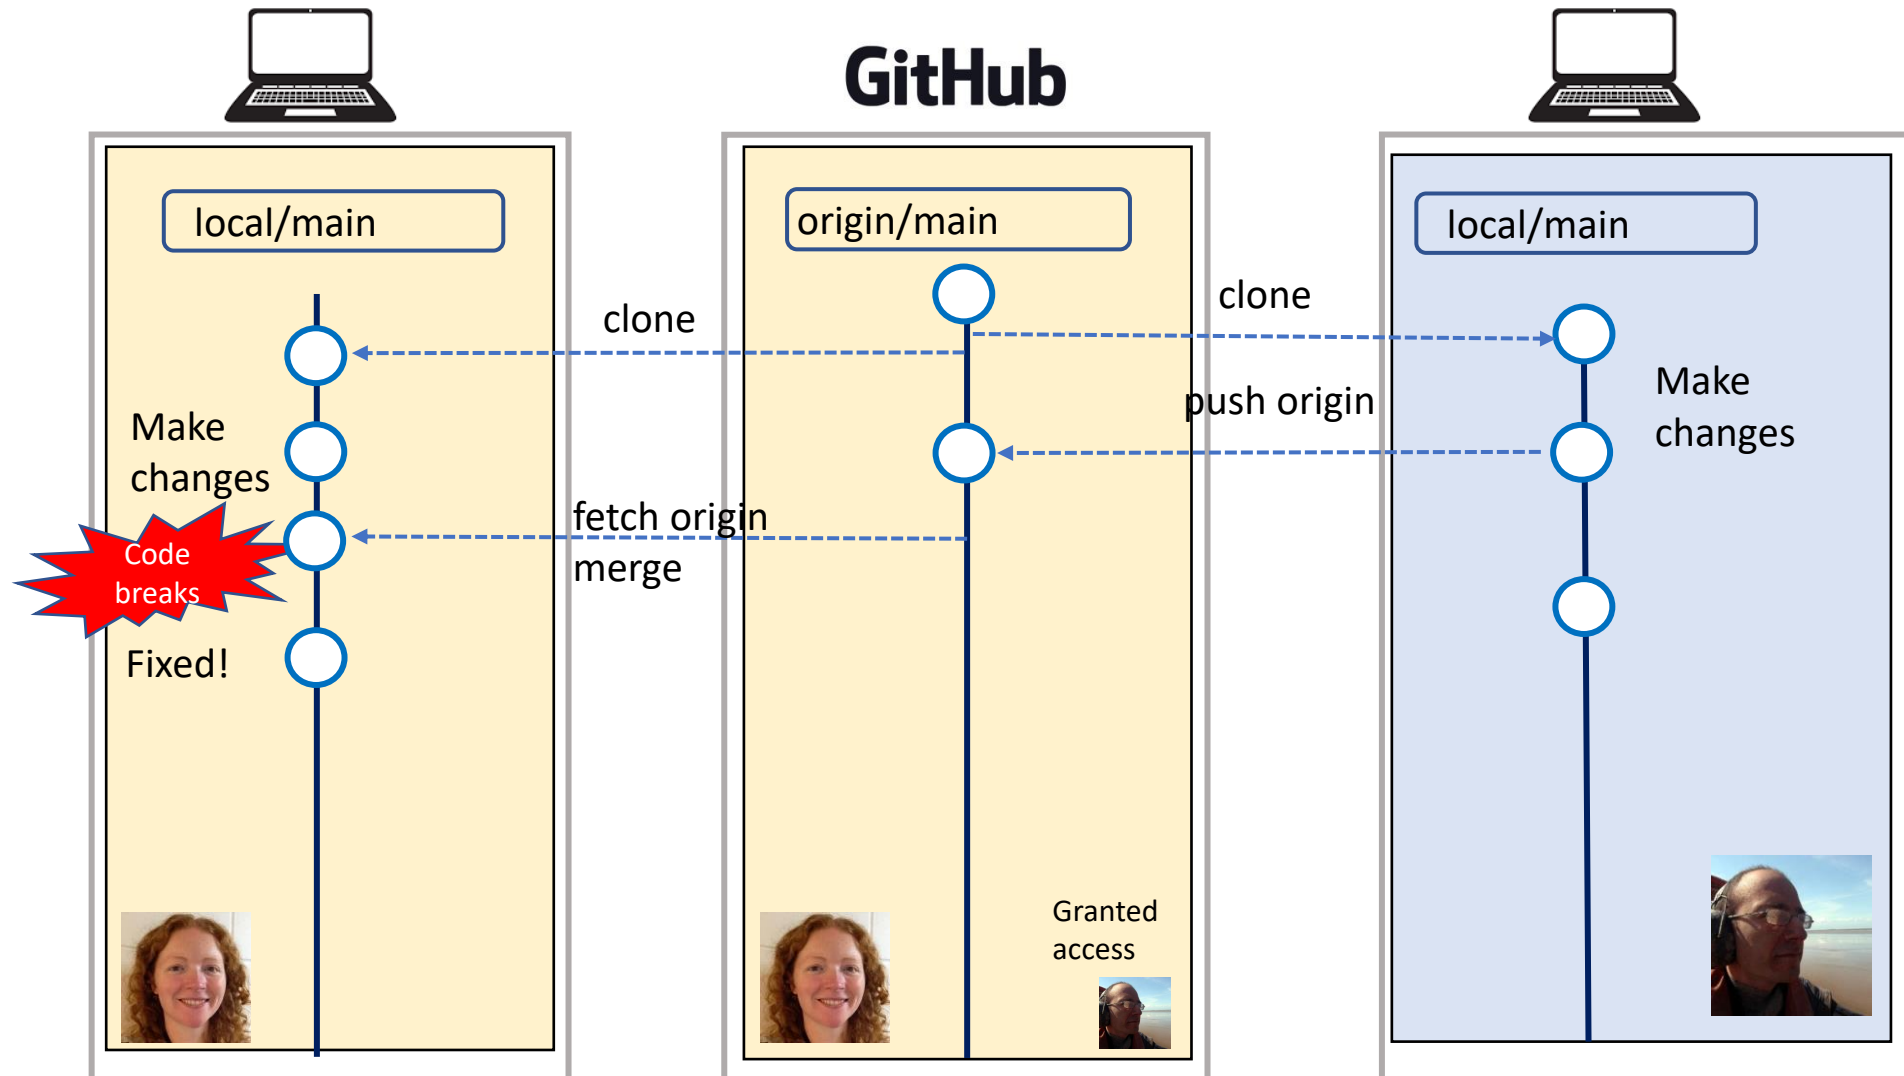 GitHub
local/main
origin/main
local/main
clone
clone
Make
changes
push origin
Make
changes
fetch origin
merge
Code
breaks
Fixed!
Granted
access